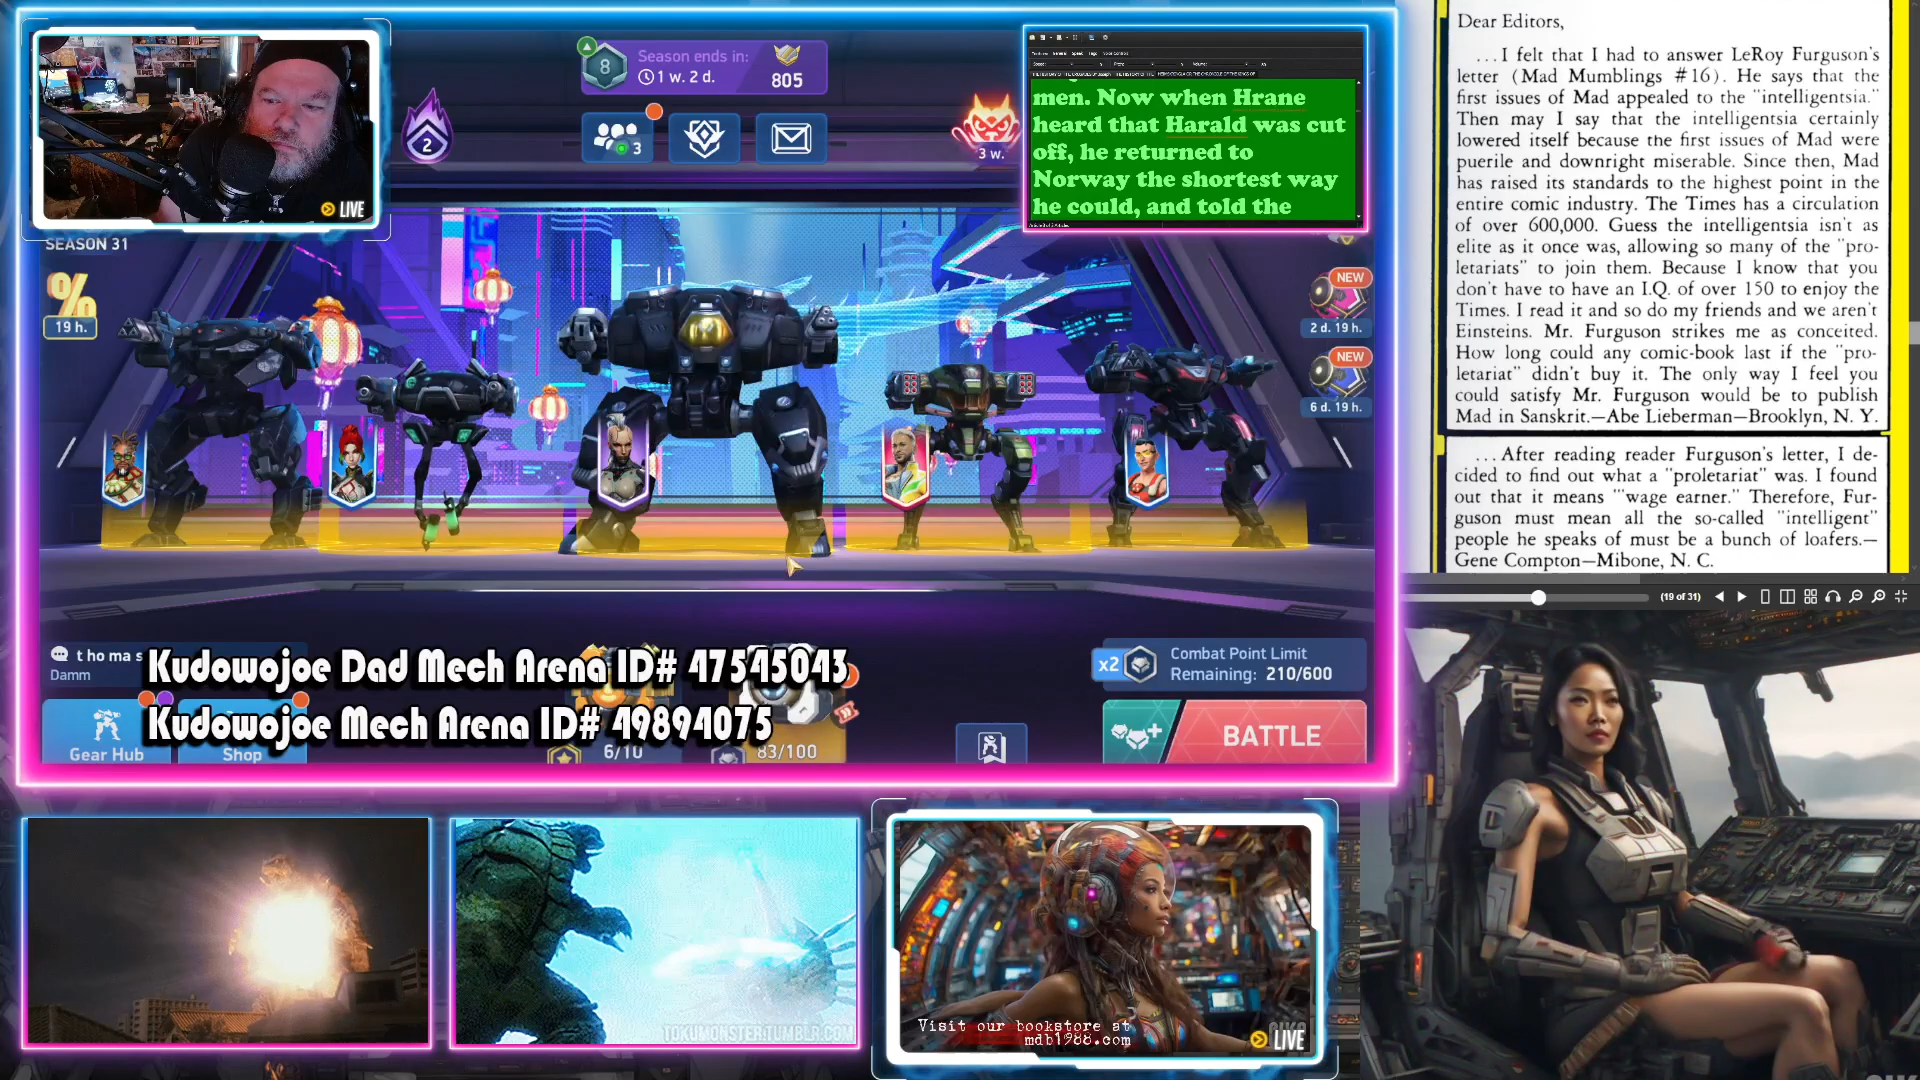 LIVE
8
Season ends in:
1 w. 2 d.
805
2
3
3 w.
men. Now when Hrane
heard that Harald was cut
off, he returned to
Norway the shortest way
he could, and told the
SEASON 31
%
19 h.
NEW
2 d. 19 h.
NEW
6 d. 19 h.
t ho ma s
Damm
Kudowojoe Dad Mech Arena ID# 47545043
Kudowojoe Mech Arena ID# 49894075
Gear Hub
Shop
6/10
83/100
x2
Combat Point Limit
Remaining: 210/600
BATTLE
TOKUMONSTER.TUMBLR.COM
Visit our bookstore at
mdb1988.com
LIVE
Dear Editors,
...I felt that I had to answer LeRoy Furguson's
letter (Mad Mumblings #16). He says that the
first issues of Mad appealed to the "intelligentsia."
Then may I say that the intelligentsia certainly
lowered itself because the first issues of Mad were
puerile and downright miserable. Since then, Mad
has raised its standards to the highest point in the
entire comic industry. The Times has a circulation
of over 600,000. Guess the intelligentsia isn't as
elite as it once was, allowing so many of the "pro-
letariats" to join them. Because I know that you
don't have to have an I.Q. of over 150 to enjoy the
Times. I read it and so do my friends and we aren't
Einsteins. Mr. Furguson strikes me as conceited.
How long could any comic-book last if the "pro-
letariat" didn't buy it. The only way I feel you
could satisfy Mr. Furguson would be to publish
Mad in Sanskrit.—Abe Lieberman—Brooklyn, N. Y.
...After reading reader Furguson's letter, I de-
cided to find out what a "proletariat" was. I found
out that it means "'wage earner." Therefore, Fur-
guson must mean all the so-called "intelligent"
people he speaks of must be a bunch of loafers.—
Gene Compton—Mibone, N. C.
(19 of 31)